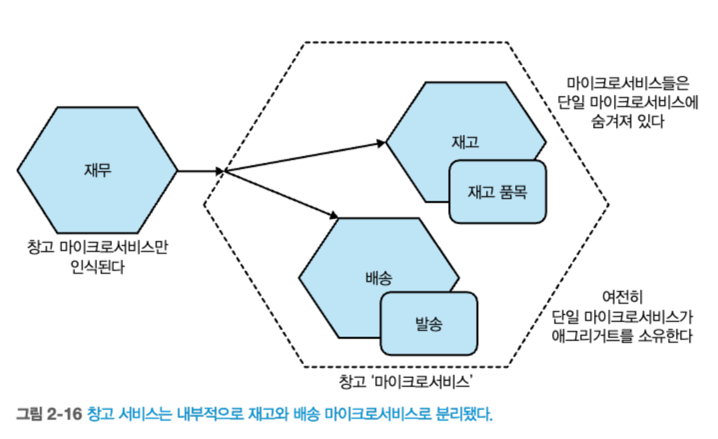 마이크로서비스들은
단일 마이크로서비스에
숨겨져 있다
재무
재고
재고 품목
창고 마이크로서비스만
인식된다
배송
발송
여전히
단일 마이크로서비스가
애그리거트를 소유한다
창고 ‘마이크로서비스’
그림 2-16 창고 서비스는 내부적으로 재고와 배송 마이크로서비스로 분리됐다.